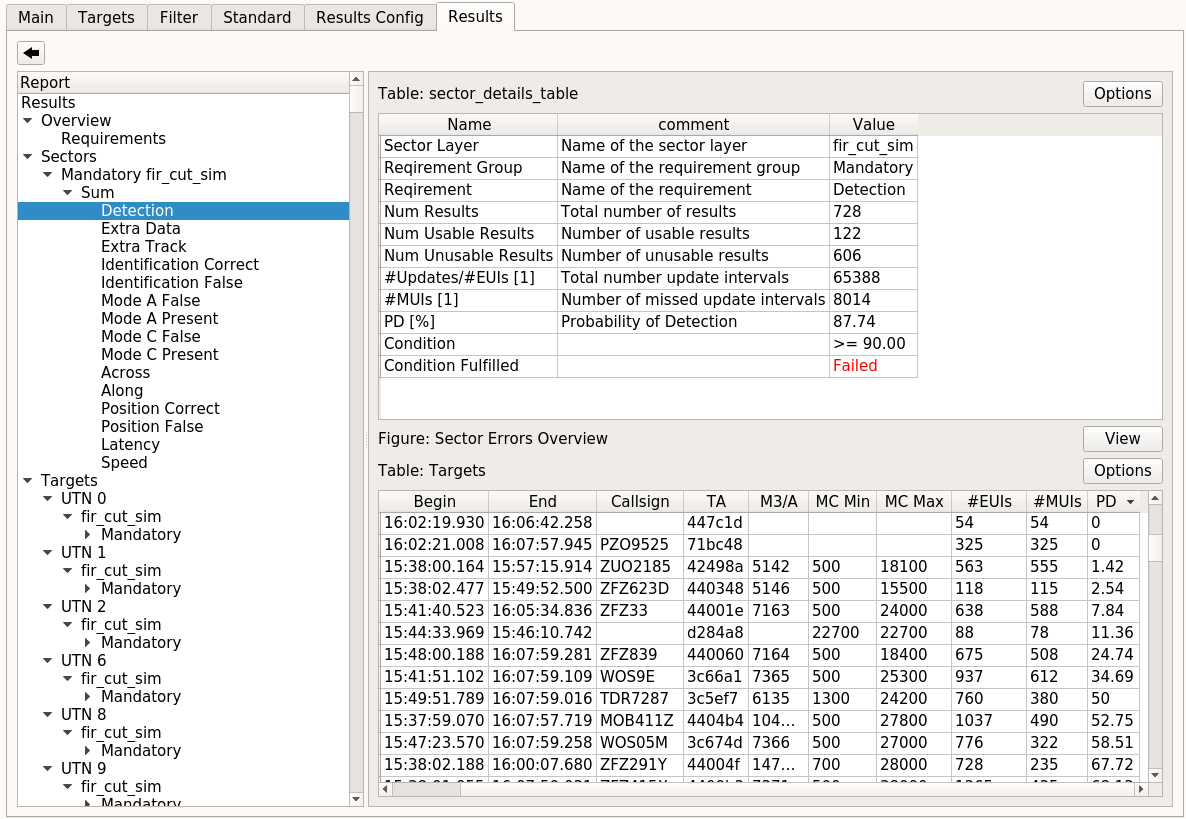 Main Targets Filter Standard Results Config Results
Report
Results
Overview
Requirements
Sectors
Mandatory fir_cut_sim
Sum
Detection
Extra Data
Extra Track
Identification Correct
Identification False
Mode A False
Mode A Present
Mode C False
Mode C Present
Across
Along
Position Correct
Position False
Latency
Speed
Targets
UTN 0
fir_cut_sim
Mandatory
UTN 1
fir_cut_sim
Mandatory
UTN 2
fir_cut_sim
Mandatory
UTN 6
fir_cut_sim
Mandatory
UTN 8
fir_cut_sim
Mandatory
UTN 9
fir_cut_sim
Mandatory
Table: sector_details_table Options
Name comment Value
Sector Layer Name of the sector layer fir_cut_sim
Reqirement Group Name of the requirement group Mandatory
Reqirement Name of the requirement Detection
Num Results Total number of results 728
Num Usable Results Number of usable results 122
Num Unusable Results Number of unusable results 606
#Updates/#EUIs [1] Total number update intervals 65388
#MUIs [1] Number of missed update intervals 8014
PD [%] Probability of Detection 87.74
Condition >= 90.00
Condition Fulfilled Failed
Figure: Sector Errors Overview View
Table: Targets Options
Begin End Callsign TA M3/A MC Min MC Max #EUIs #MUIs PD
16:02:19.930 16:06:42.258 447c1d 54 54 0
16:02:21.008 16:07:57.945 PZO9525 71bc48 325 325 0
15:38:00.164 15:57:15.914 ZUO2185 42498a 5142 500 18100 563 555 1.42
15:38:02.477 15:49:52.500 ZFZ623D 440348 5146 500 15500 118 115 2.54
15:41:40.523 16:05:34.836 ZFZ33 44001e 7163 500 24000 638 588 7.84
15:44:33.969 15:46:10.742 d284a8 22700 22700 88 78 11.36
15:48:00.188 16:07:59.281 ZFZ839 440060 7164 500 18400 675 508 24.74
15:41:51.102 16:07:59.109 WOS9E 3c66a1 7365 500 25300 937 612 34.69
15:49:51.789 16:07:59.016 TDR7287 3c5ef7 6135 1300 24200 760 380 50
15:37:59.070 16:07:57.719 MOB411Z 4404b4 104... 500 27800 1037 490 52.75
15:47:23.570 16:07:59.258 WOS05M 3c674d 7366 500 27000 776 322 58.51
15:38:02.188 16:00:07.680 ZFZ291Y 44004f 147... 700 28000 728 235 67.72